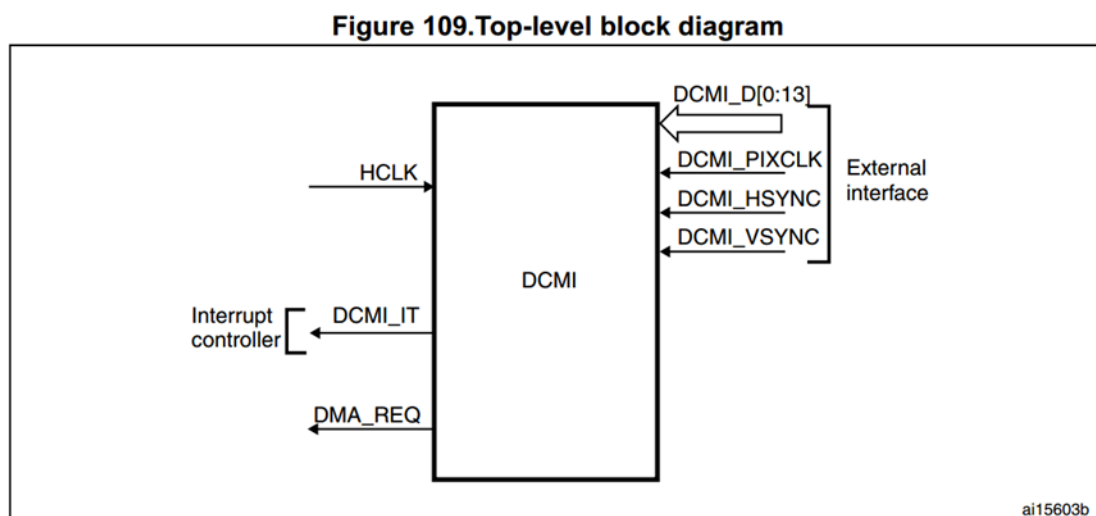 Figure 109.Top-level block diagram
DCMI_D[0:13]
DCMI_PIXCLK
DCMI_HSYNC
DCMI_VSYNC
External
interface
HCLK
DCMI
Interrupt
controller
DCMI_IT
DMA_REQ
ai15603b